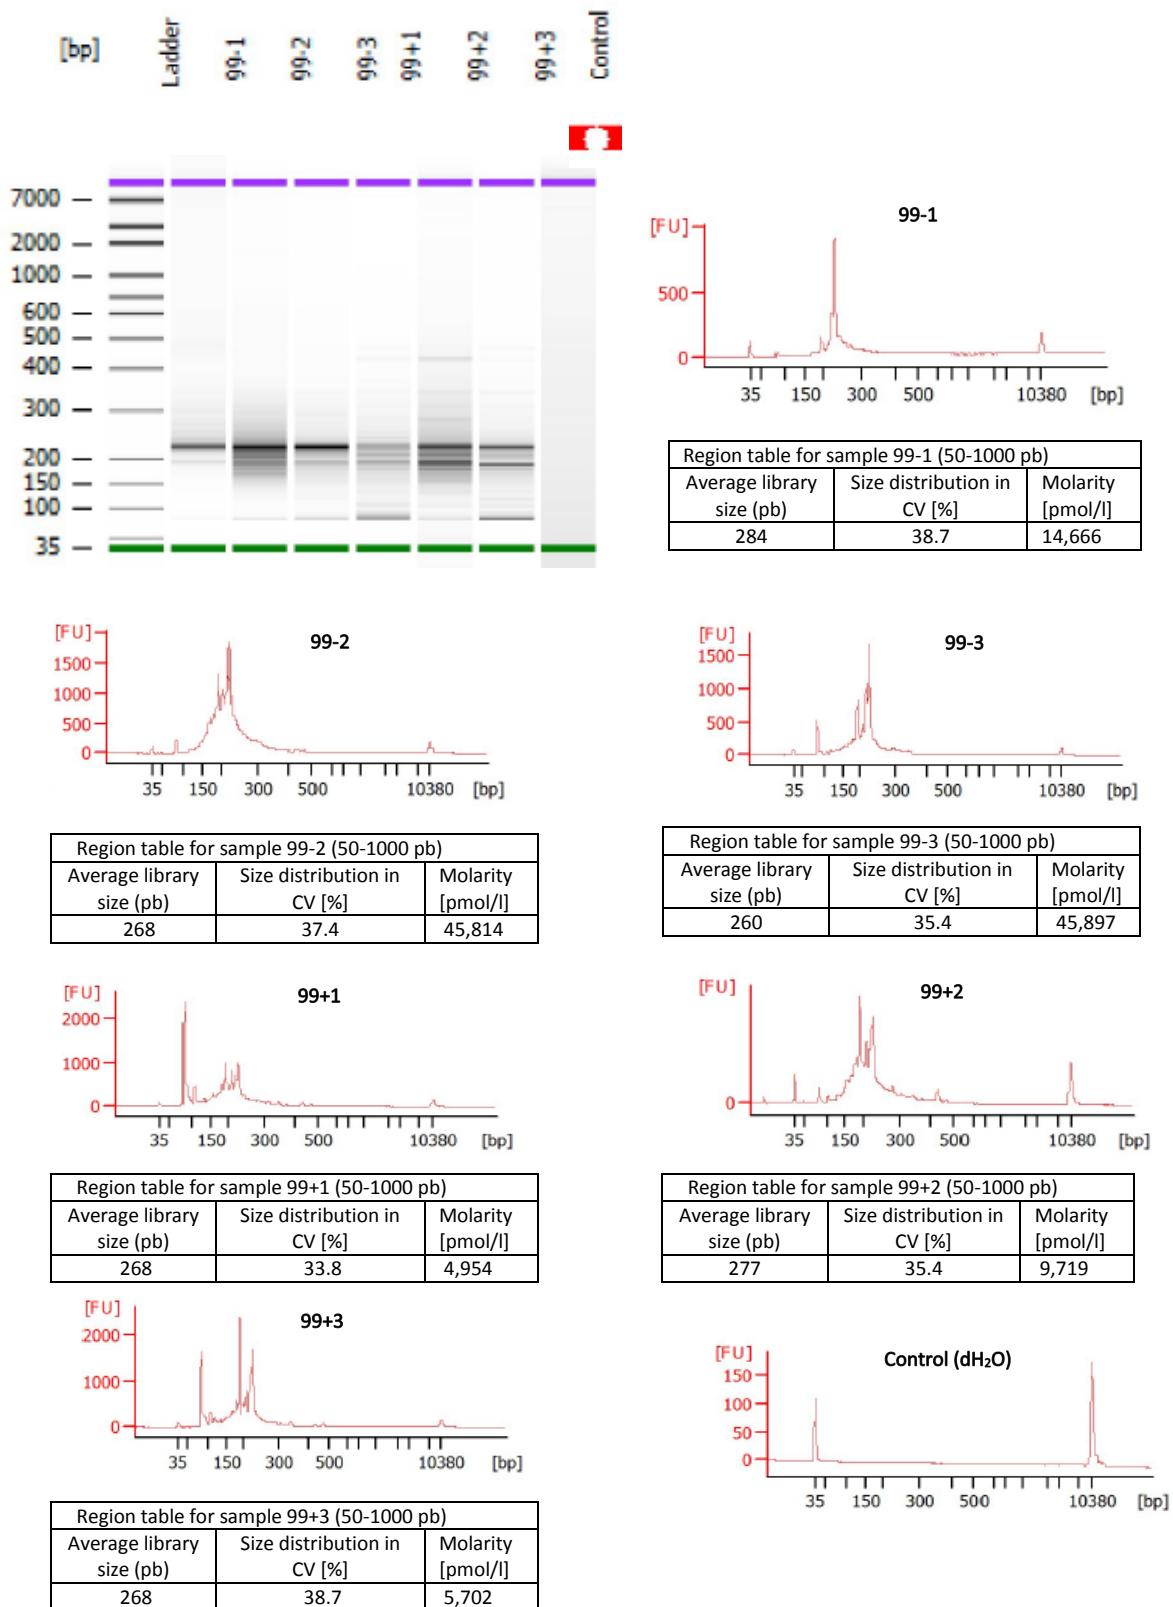 [bp]
Ladder
99-1
99-2
99-3
99+1
99+2
99+3
Control
7000
2000
1000
600
500
400
300
200
150
100
35
99-1
[FU]
500
0
35 150 300 500 10380 [bp]
Region table for sample 99-1 (50-1000 pb)
Average library size (pb) Size distribution in CV [%] Molarity [pmol/l]
284 38.7 14,666
99-2
[FU]
1500
1000
500
0
35 150 300 500 10380 [bp]
Region table for sample 99-2 (50-1000 pb)
Average library size (pb) Size distribution in CV [%] Molarity [pmol/l]
268 37.4 45,814
99-3
[FU]
1500
1000
500
0
35 150 300 500 10380 [bp]
Region table for sample 99-3 (50-1000 pb)
Average library size (pb) Size distribution in CV [%] Molarity [pmol/l]
260 35.4 45,897
99+1
[FU]
2000
1000
0
35 150 300 500 10380 [bp]
Region table for sample 99+1 (50-1000 pb)
Average library size (pb) Size distribution in CV [%] Molarity [pmol/l]
268 33.8 4,954
99+2
[FU]
0
35 150 300 500 10380 [bp]
Region table for sample 99+2 (50-1000 pb)
Average library size (pb) Size distribution in CV [%] Molarity [pmol/l]
277 35.4 9,719
99+3
[FU]
2000
1000
0
35 150 300 500 10380 [bp]
Region table for sample 99+3 (50-1000 pb)
Average library size (pb) Size distribution in CV [%] Molarity [pmol/l]
268 38.7 5,702
Control (dH₂O)
[FU]
150
100
50
0
35 150 300 500 10380 [bp]